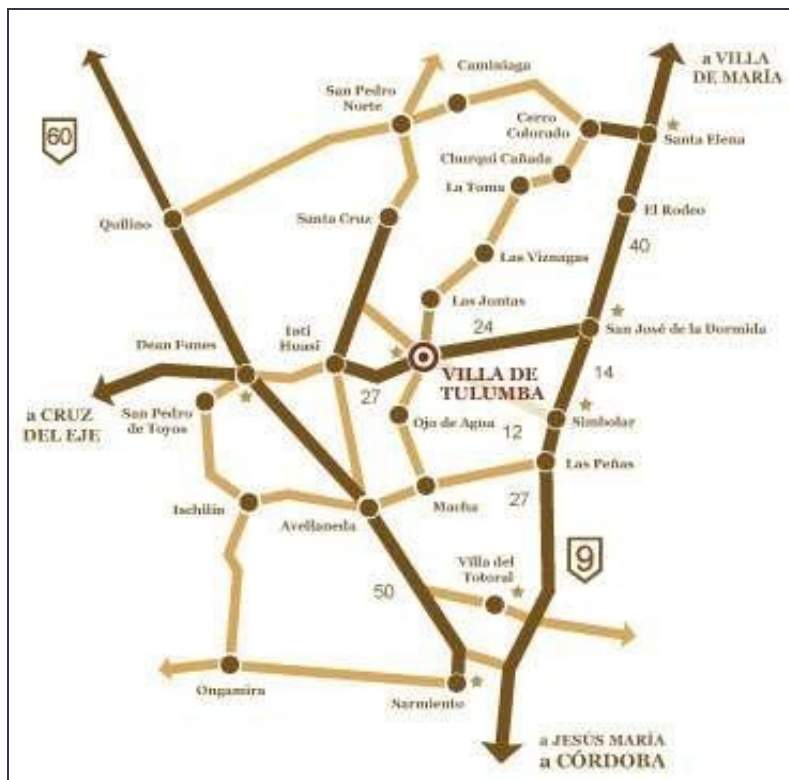 a VILLA
DE MARÍA
Caminiaga
San Pedro
Norte
60
Cerro
Colorado
Santa Elena
Churqui Cañada
La Toma
Quilino
Santa Cruz
El Rodeo
40
Las Viznagas
Las Juntas
24
San José de la Dormida
Inti
Huasi
Dean Funes
VILLA DE
TULUMBA
27
14
a CRUZ
DEL EJE
San Pedro
de Toyos
Ojo de Agua
12
Simbolar
Las Peñas
27
Ischilín
Avellaneda
Macha
9
Villa del
Totoral
50
Ongamira
Sarmiento
a JESÚS MARÍA
a CÓRDOBA